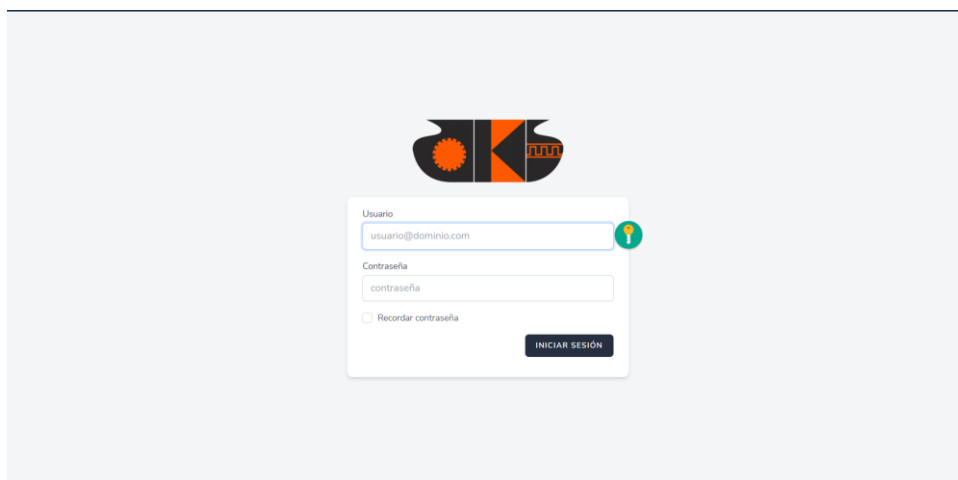 Usuario
usuario@dominio.com
Contraseña
contraseña
Recordar contraseña
INICIAR SESIÓN